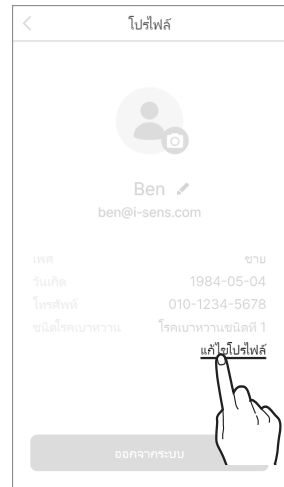 โปรไฟล์
Ben
ben@i-sens.com
เพศ ชาย
วันเกิด 1984-05-04
โทรศัพท์ 010-1234-5678
ชนิดโรคเบาหวาน โรคเบาหวานชนิดที่ 1
แก้ไขโปรไฟล์
ออกจากระบบ